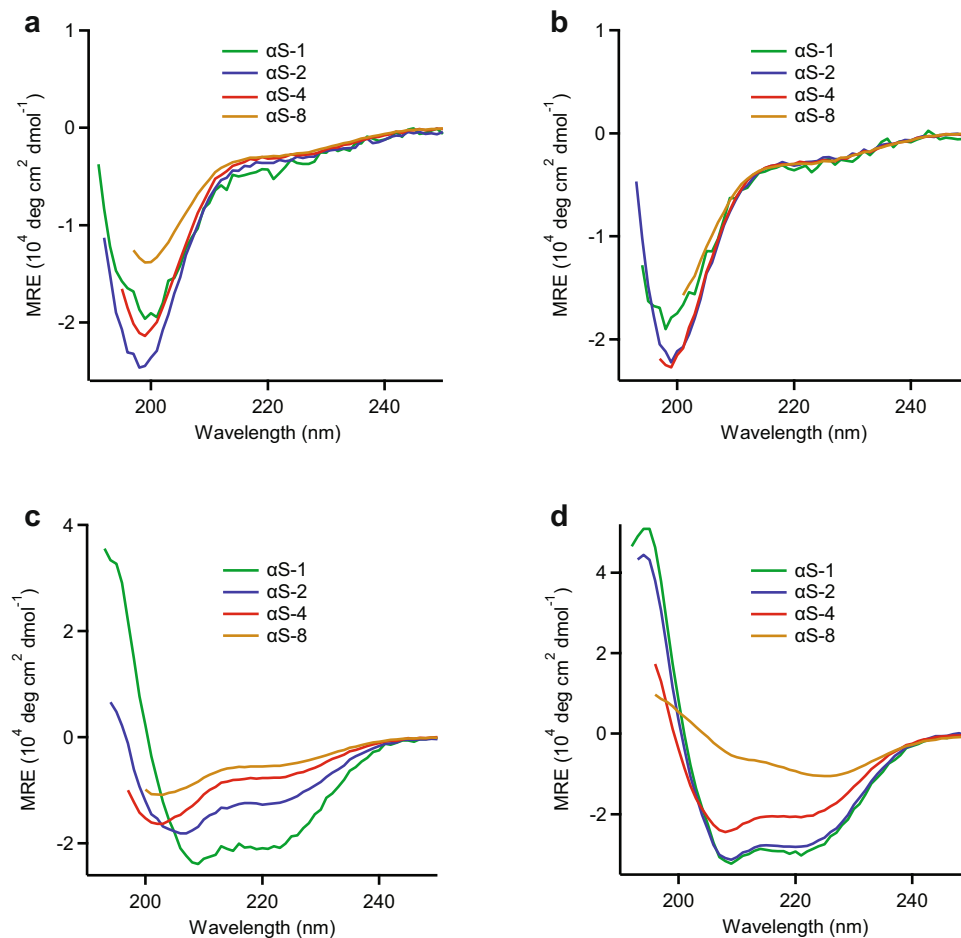 a
1
0
-1
-2
MRE (10⁴ deg cm² dmol⁻¹)
αS-1
αS-2
αS-4
αS-8
200 220 240
Wavelength (nm)
b
1
0
-1
-2
MRE (10⁴ deg cm² dmol⁻¹)
αS-1
αS-2
αS-4
αS-8
200 220 240
Wavelength (nm)
c
4
2
0
-2
MRE (10⁴ deg cm² dmol⁻¹)
αS-1
αS-2
αS-4
αS-8
200 220 240
Wavelength (nm)
d
4
2
0
-2
MRE (10⁴ deg cm² dmol⁻¹)
αS-1
αS-2
αS-4
αS-8
200 220 240
Wavelength (nm)